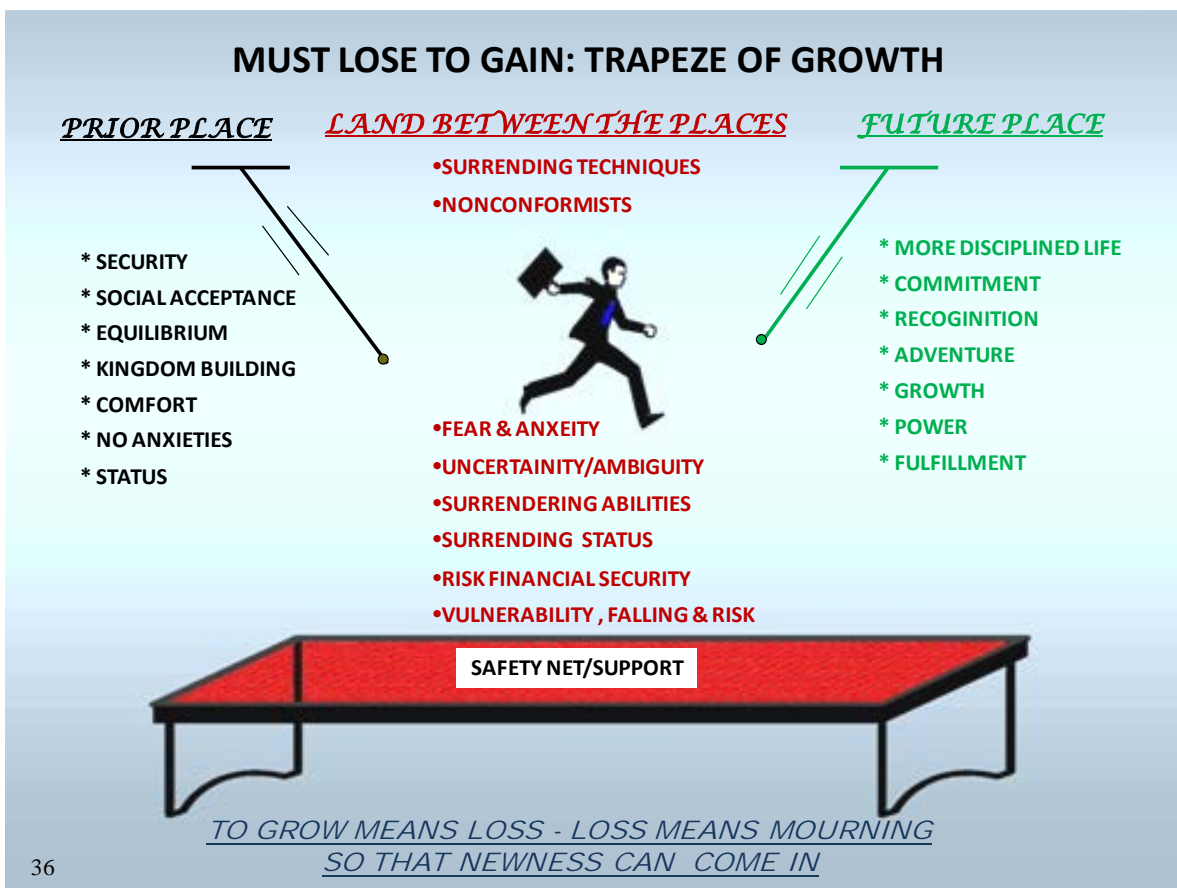 MUST LOSE TO GAIN: TRAPEZE OF GROWTH
PRIOR PLACE
* SECURITY
* SOCIAL ACCEPTANCE
* EQUILIBRIUM
* KINGDOM BUILDING
* COMFORT
* NO ANXIETIES
* STATUS
LAND BETWEEN THE PLACES
•SURRENDING TECHNIQUES
•NONCONFORMISTS
•FEAR & ANXEITY
•UNCERTAINITY/AMBIGUITY
•SURRENDERING ABILITIES
•SURRENDING STATUS
•RISK FINANCIAL SECURITY
•VULNERABILITY , FALLING & RISK
FUTURE PLACE
* MORE DISCIPLINED LIFE
* COMMITMENT
* RECOGINITION
* ADVENTURE
* GROWTH
* POWER
* FULFILLMENT
SAFETY NET/SUPPORT
TO GROW MEANS LOSS - LOSS MEANS MOURNING
SO THAT NEWNESS CAN COME IN
36